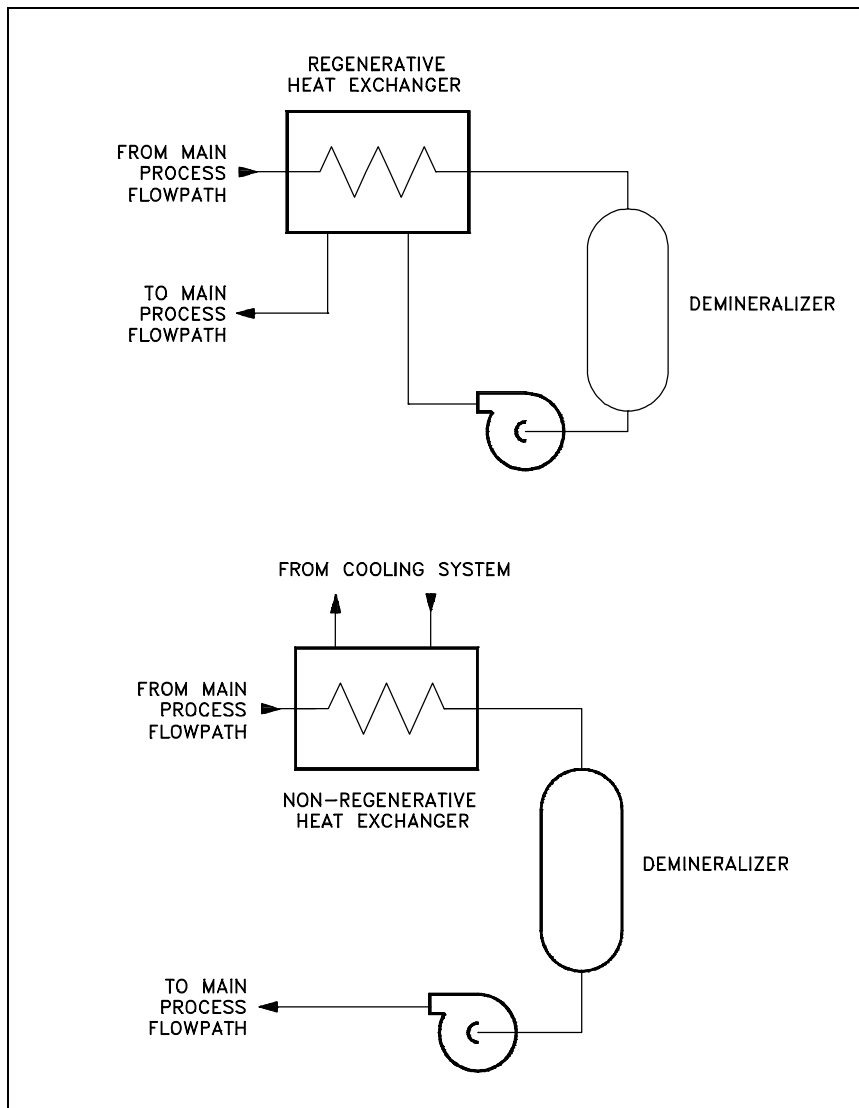 REGENERATIVE
HEAT EXCHANGER
FROM MAIN
PROCESS
FLOWPATH
TO MAIN
PROCESS
FLOWPATH
DEMINERALIZER
FROM COOLING SYSTEM
FROM MAIN
PROCESS
FLOWPATH
NON-REGENERATIVE
HEAT EXCHANGER
DEMINERALIZER
TO MAIN
PROCESS
FLOWPATH